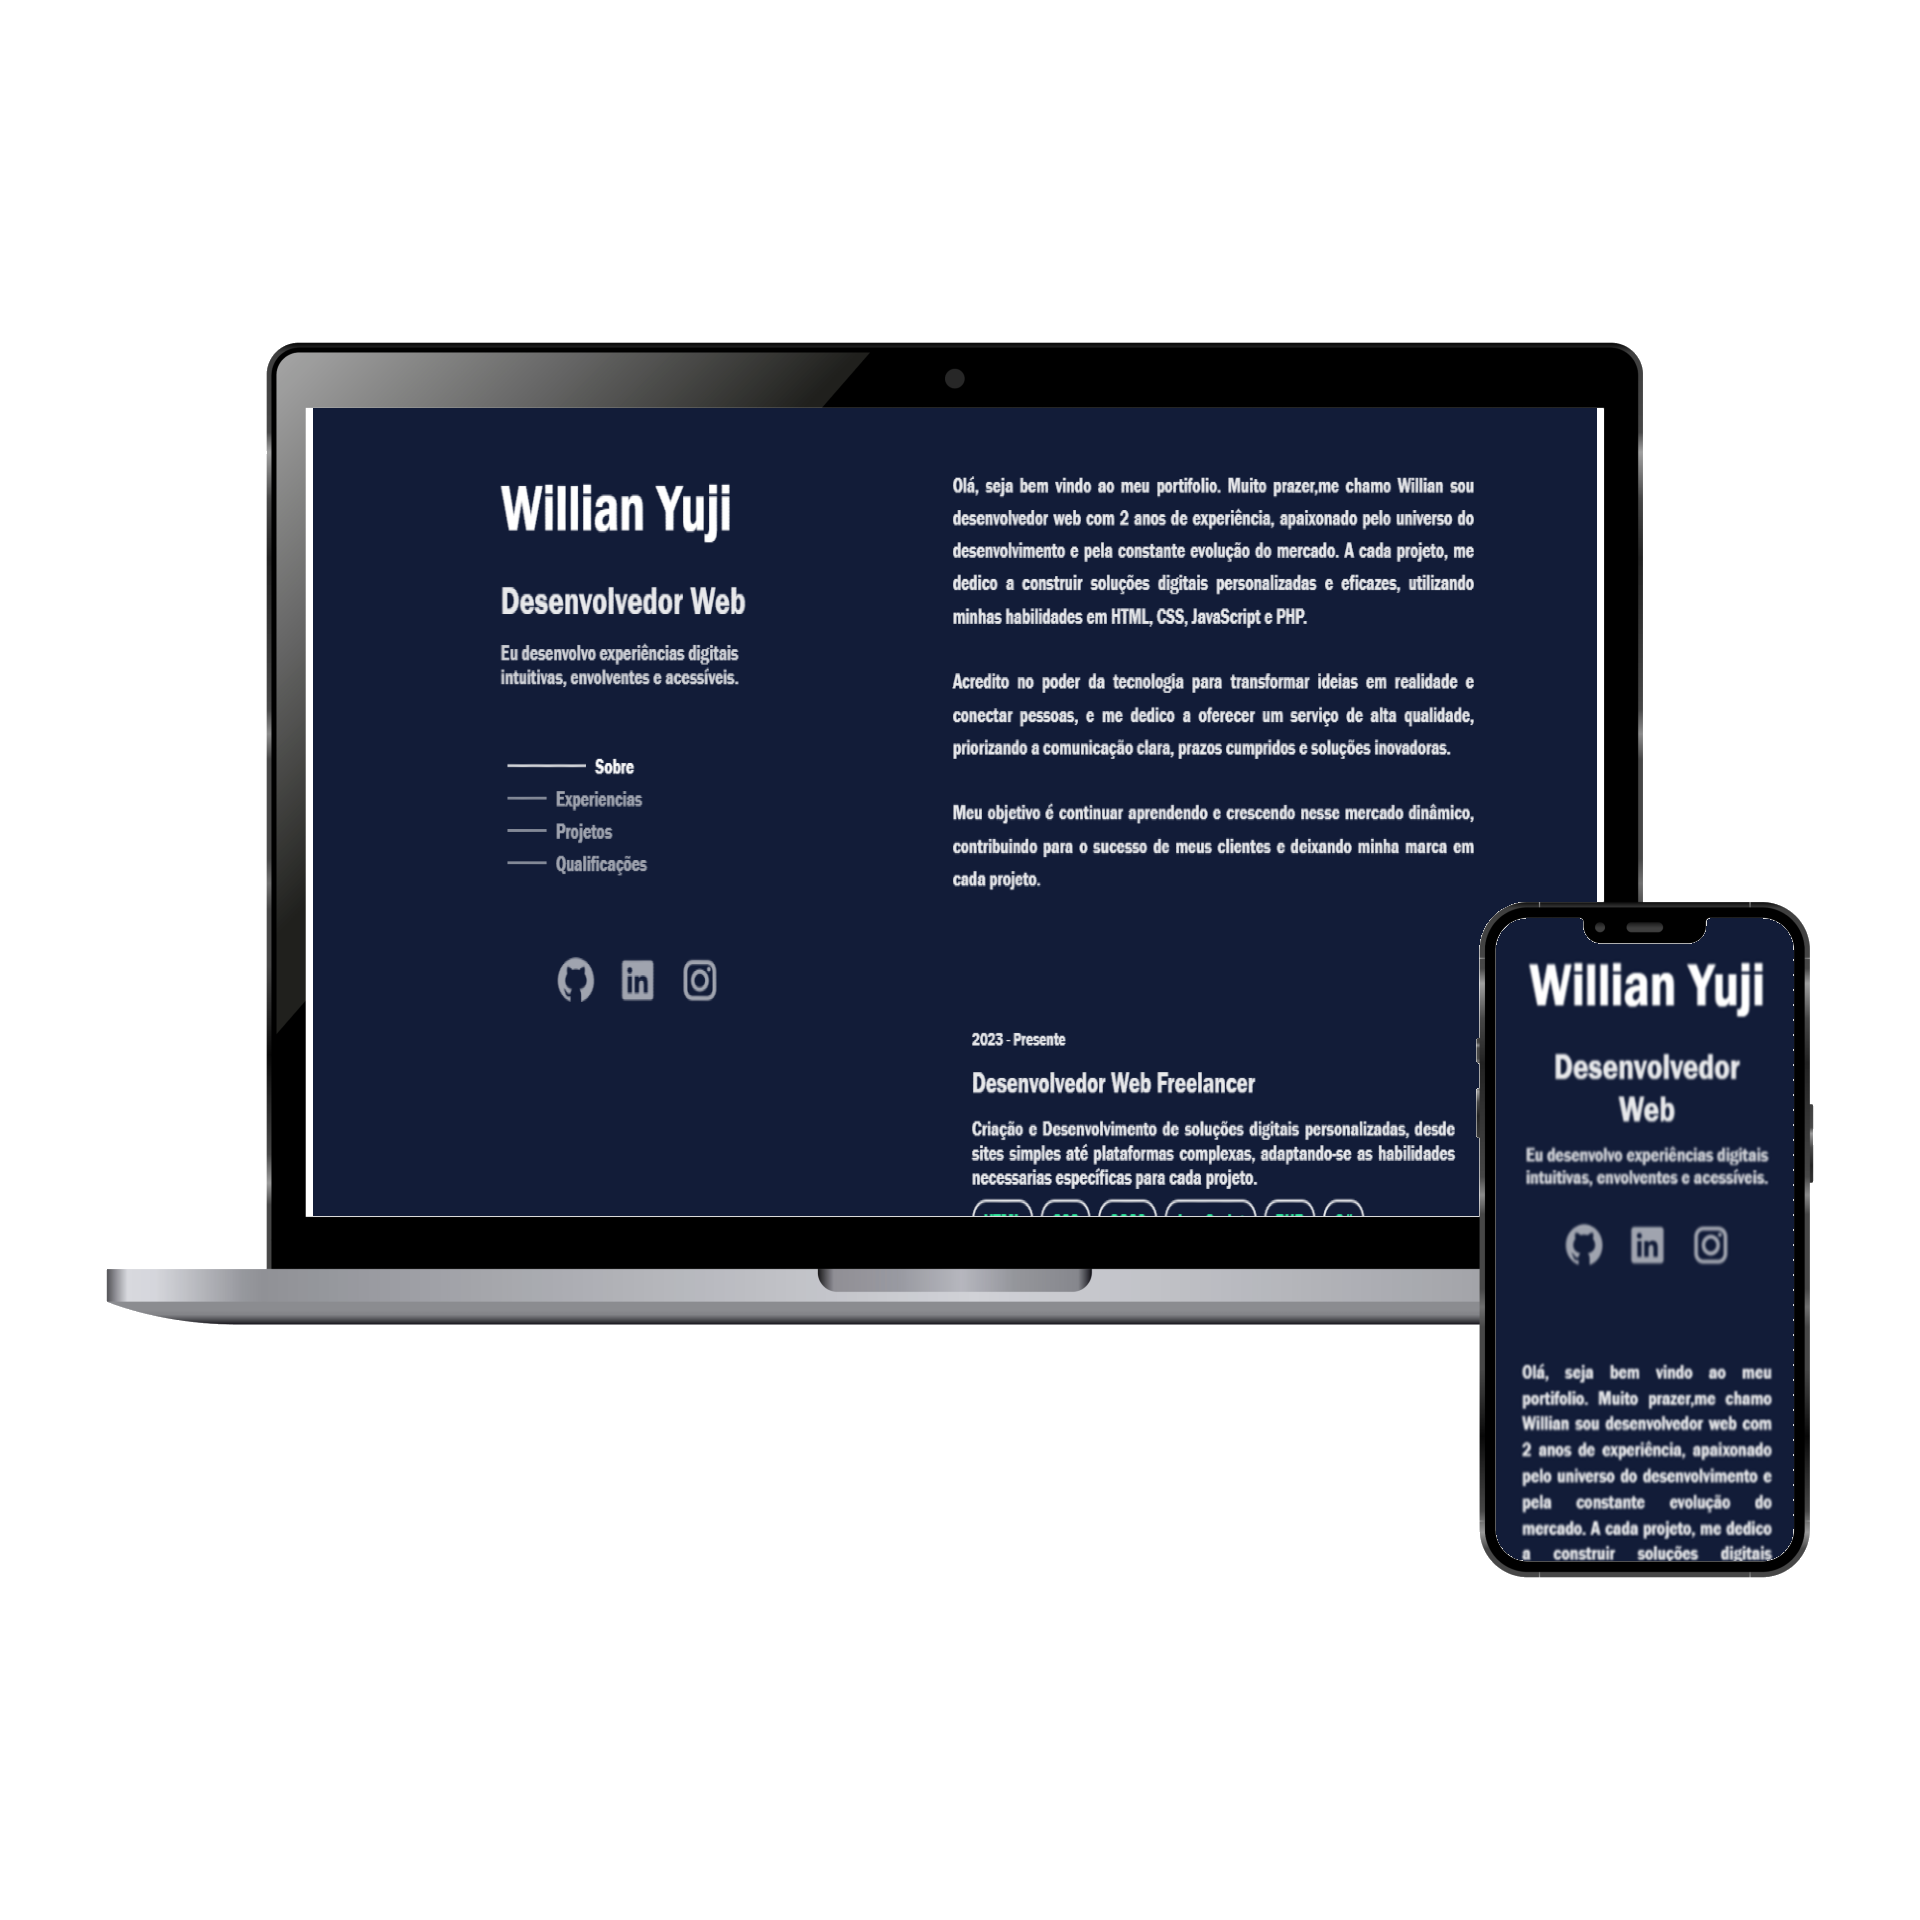 Willian Yuji
Desenvolvedor Web
Eu desenvolvo experiências digitais
intuitivas, envolventes e acessíveis.
Sobre
Experiencias
Projetos
Qualificações
in
Olá, seja bem vindo ao meu portifolio. Muito prazer,me chamo Willian sou
desenvolvedor web com 2 anos de experiência, apaixonado pelo universo do
desenvolvimento e pela constante evolução do mercado. A cada projeto, me
dedico a construir soluções digitais personalizadas e eficazes, utilizando
minhas habilidades em HTML, CSS, JavaScript e PHP.
Acredito no poder da tecnologia para transformar ideias em realidade e
conectar pessoas, e me dedico a oferecer um serviço de alta qualidade,
priorizando a comunicação clara, prazos cumpridos e soluções inovadoras.
Meu objetivo é continuar aprendendo e crescendo nesse mercado dinâmico,
contribuindo para o sucesso de meus clientes e deixando minha marca em
cada projeto.
2023 - Presente
Desenvolvedor Web Freelancer
Criação e Desenvolvimento de soluções digitais personalizadas, desde
sites simples até plataformas complexas, adaptando-se as habilidades
necessarias específicas para cada projeto.
Willian Yuji
Desenvolvedor
Web
Eu desenvolvo experiências digitais
intuitivas, envolventes e acessíveis.
in
Olá, seja bem vindo ao meu
portifolio. Muito prazer,me chamo
Willian sou desenvolvedor web com
2 anos de experiência, apaixonado
pelo universo do desenvolvimento e
pela constante evolução do
mercado. A cada projeto, me dedico
a construir soluções digitais